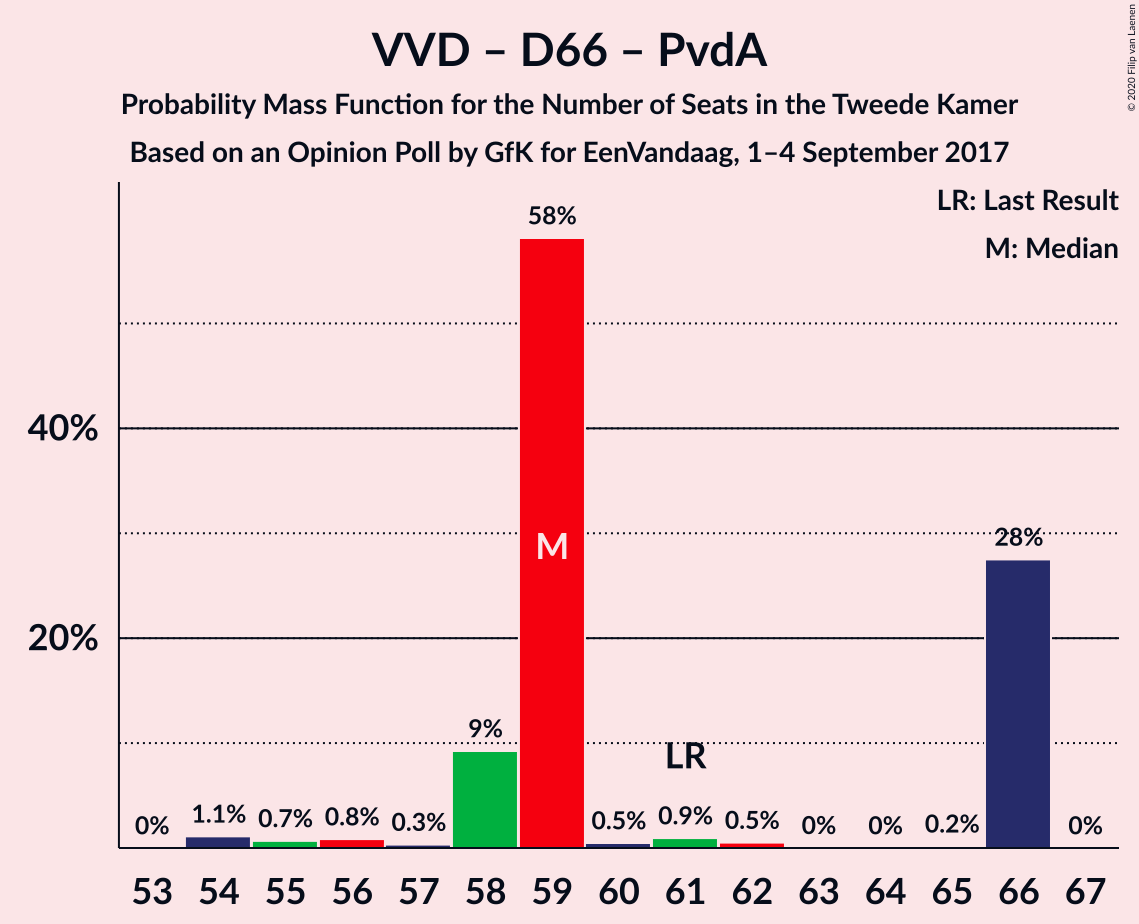 VVD – D66 – PvdA
Probability Mass Function for the Number of Seats in the Tweede Kamer
Based on an Opinion Poll by GfK for EenVandaag, 1–4 September 2017
© 2020 Filip van Laenen
LR: Last Result
M: Median
40%
20%
0%
1.1%
0.7%
0.8%
0.3%
9%
58%
M
0.5%
0.9%
LR
0.5%
0%
0%
0.2%
28%
0%
53 54 55 56 57 58 59 60 61 62 63 64 65 66 67